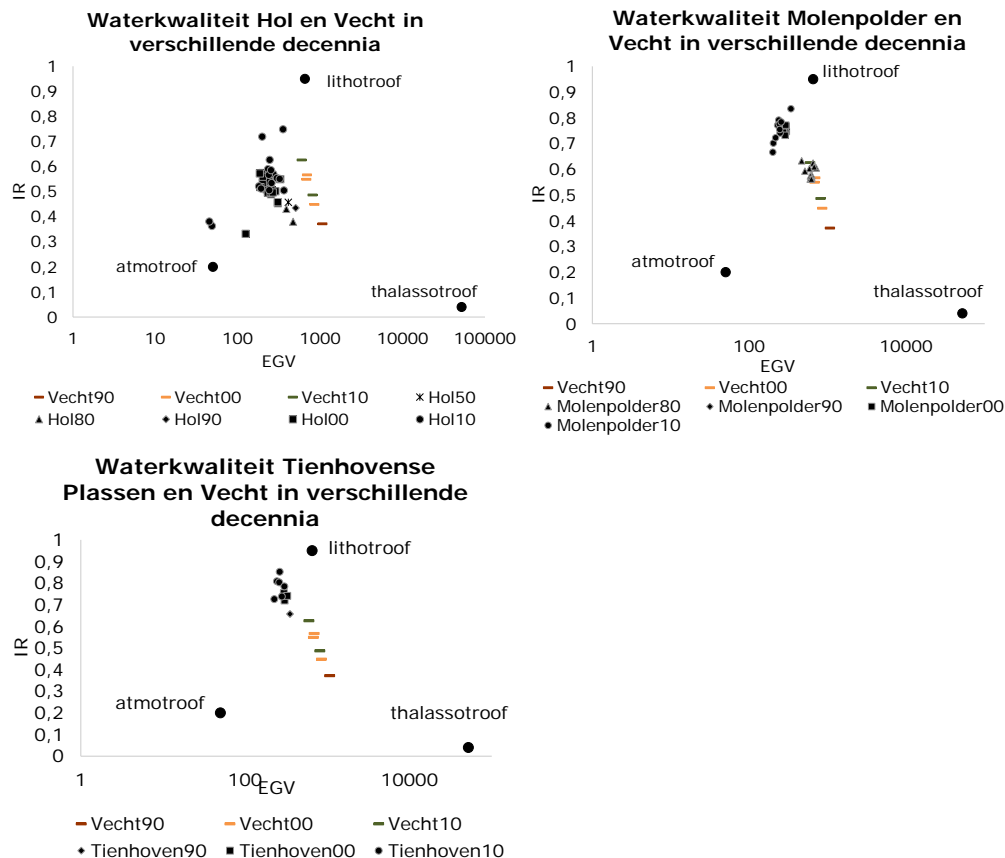 Waterkwaliteit Hol en Vecht in
verschillende decennia
1
0,9
0,8
0,7
0,6
0,5
0,4
0,3
0,2
0,1
0
IR
lithotroof
atmotroof
thalassotroof
1 10 100 1000 10000 100000
EGV
Vecht90 Vecht00 Vecht10 Hol50
Hol80 Hol90 Hol00 Hol10
Waterkwaliteit Molenpolder en
Vecht in verschillende decennia
1
0,9
0,8
0,7
0,6
0,5
0,4
0,3
0,2
0,1
0
IR
lithotroof
atmotroof
thalassotroof
1 100 10000
EGV
Vecht90 Vecht00 Vecht10
Molenpolder80 Molenpolder90 Molenpolder00
Molenpolder10
Waterkwaliteit Tienhovense
Plassen en Vecht in verschillende
decennia
1
0,9
0,8
0,7
0,6
0,5
0,4
0,3
0,2
0,1
0
IR
lithotroof
atmotroof
thalassotroof
1 100 10000
EGV
Vecht90 Vecht00 Vecht10
Tienhoven90 Tienhoven00 Tienhoven10